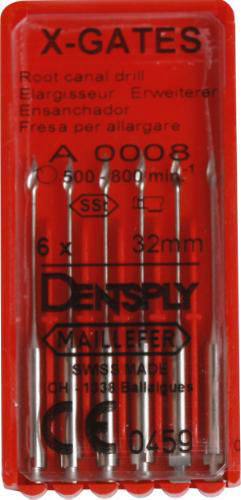 X-GATES
Root canal drill
Elargisseur Erweiterer
Ensanchador
Fresa per allargare
A 0008
500-800 min-1
SSt
6 x 32mm
DENTSPLY
MAILLEFER
SWISS MADE
CH - 1338 Ballaigues
CE 0459